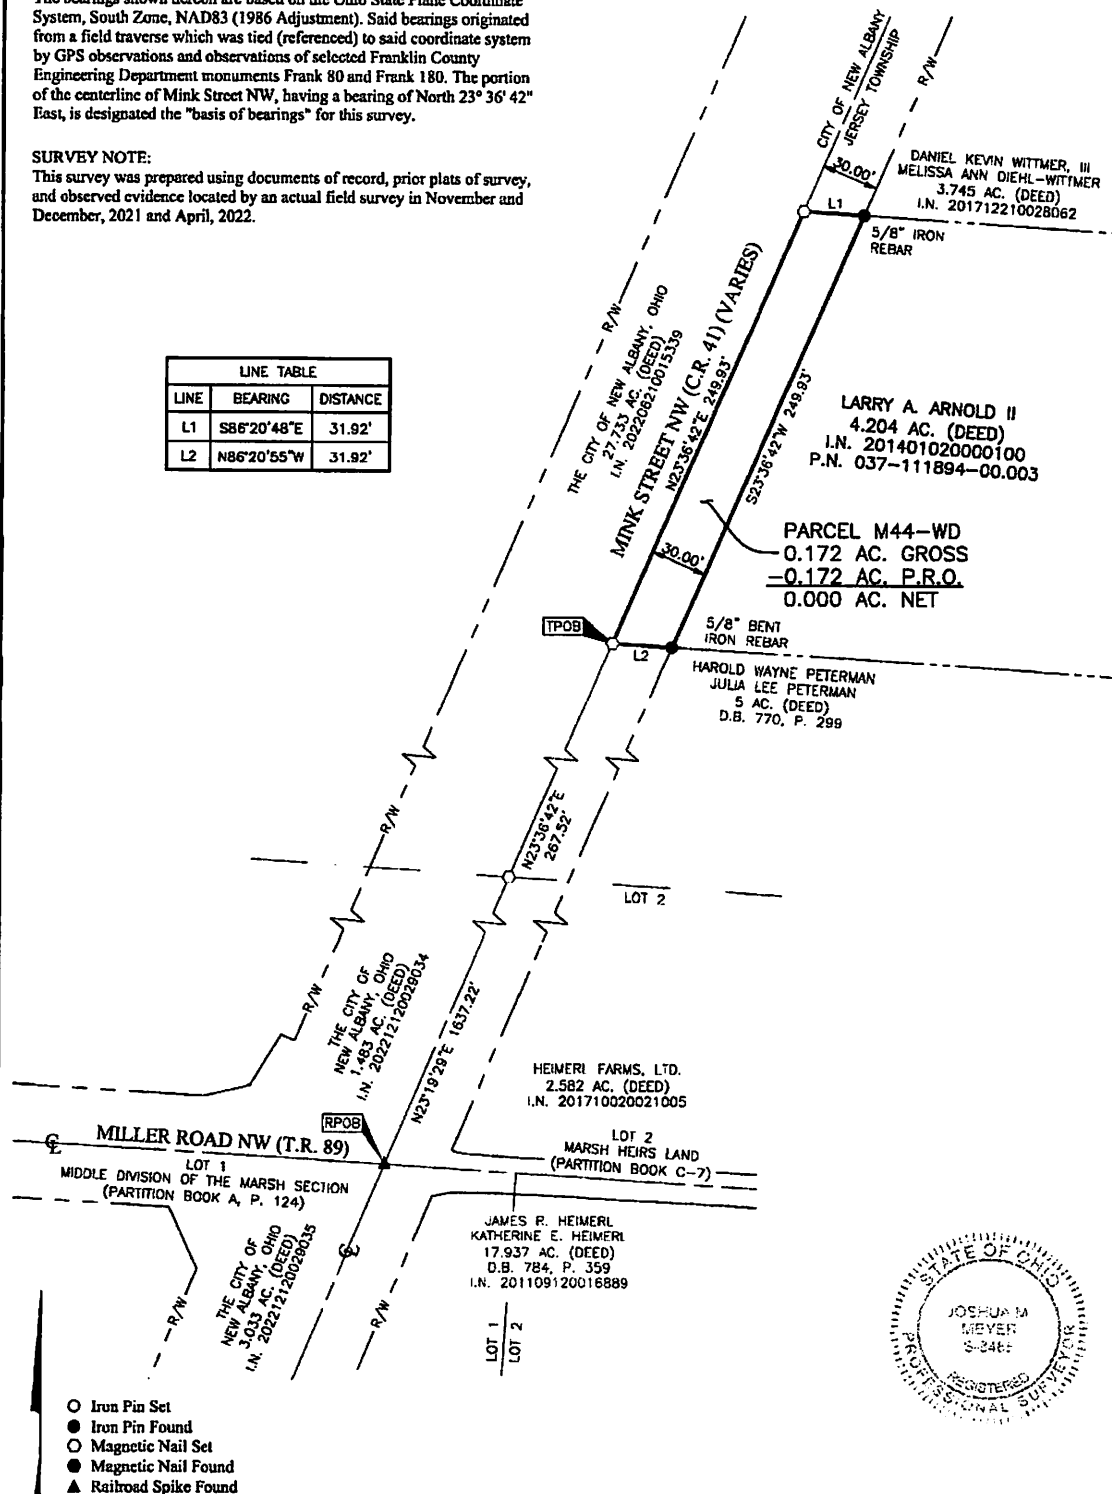 The bearings shown hereon are based on the Ohio State Plane Coordinate
System, South Zone, NAD83 (1986 Adjustment). Said bearings originated
from a field traverse which was tied (referenced) to said coordinate system
by GPS observations and observations of selected Franklin County
Engineering Department monuments Frank 80 and Frank 180. The portion
of the centerline of Mink Street NW, having a bearing of North 23° 36' 42"
East, is designated the "basis of bearings" for this survey.
SURVEY NOTE:
This survey was prepared using documents of record, prior plats of survey,
and observed evidence located by an actual field survey in November and
December, 2021 and April, 2022.
CITY OF NEW ALBANY
JERSEY TOWNSHIP
R/W
30.00'
DANIEL KEVIN WITTMER, III
MELISSA ANN DIEHL-WITTMER
3.745 AC. (DEED)
I.N. 201712210028062
L1
5/8" IRON
REBAR
R/W
THE CITY OF NEW ALBANY, OHIO
27.733 AC. (DEED)
I.N. 202206210015339
MINK STREET NW (C.R. 41) (VARIES)
N23°36'42"E 249.93'
S23°36'42"W 249.93'
LINE TABLE
LINE BEARING DISTANCE
L1 S86°20'48"E 31.92'
L2 N86°20'55"W 31.92'
LARRY A. ARNOLD II
4.204 AC. (DEED)
I.N. 201401020000100
P.N. 037-111894-00.003
PARCEL M44-WD
0.172 AC. GROSS
-0.172 AC. P.R.O.
0.000 AC. NET
30.00'
TPOB
L2
5/8" BENT
IRON REBAR
HAROLD WAYNE PETERMAN
JULIA LEE PETERMAN
5 AC. (DEED)
D.B. 770, P. 299
R/W
N23°36'42"E
267.52'
LOT 2
R/W
THE CITY OF
NEW ALBANY, OHIO
1.483 AC. (DEED)
I.N. 202212120029034
N23°19'29"E 1637.22'
HEIMERL FARMS, LTD.
2.582 AC. (DEED)
I.N. 201710020021005
RPOB
MILLER ROAD NW (T.R. 89)
LOT 1
MIDDLE DIVISION OF THE MARSH SECTION
(PARTITION BOOK A, P. 124)
LOT 2
MARSH HEIRS LAND
(PARTITION BOOK C-7)
THE CITY OF
NEW ALBANY, OHIO
3.033 AC. (DEED)
I.N. 202212120029035
R/W
R/W
JAMES R. HEIMERL
KATHERINE E. HEIMERL
17.937 AC. (DEED)
D.B. 784, P. 359
I.N. 201109120016889
LOT 1
LOT 2
STATE OF OHIO
JOSHUA M
MEYER
REGISTERED
PROFESSIONAL SURVEYOR
Iron Pin Set
Iron Pin Found
Magnetic Nail Set
Magnetic Nail Found
Railroad Spike Found